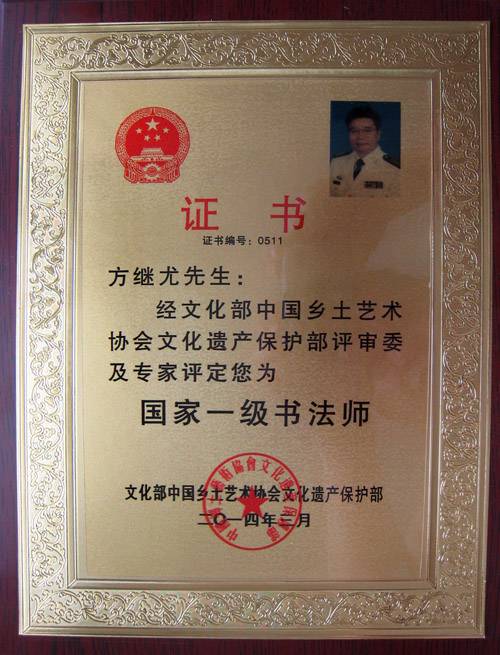 证 书
证书编号：0511
方继尤先生：
经文化部中国乡土艺术
协会文化遗产保护部评审委
及专家评定您为
国家一级书法师
文化部中国乡土艺术协会文化遗产保护部
二〇一四年三月